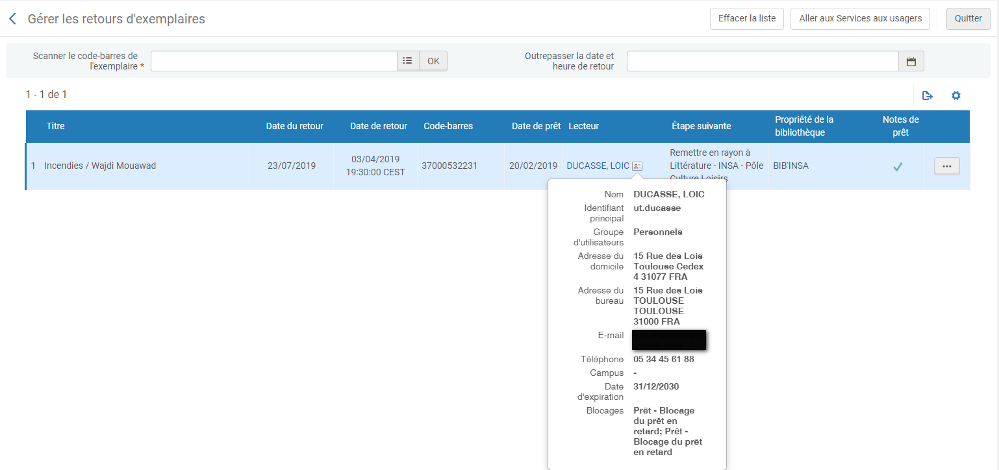 Gérer les retours d'exemplaires
Effacer la liste
Aller aux Services aux usagers
Quitter
Scanner le code-barres de
l'exemplaire *
OK
Outrepasser la date et
heure de retour
1 - 1 de 1
Titre
Date du retour
Date de retour
Code-barres
Date de prêt
Lecteur
Étape suivante
Propriété de la
bibliothèque
Notes de
prêt
1
Incendies / Wajdi Mouawad
23/07/2019
03/04/2019
19:30:00 CEST
37000532231
20/02/2019
DUCASSE, LOIC
Remettre en rayon à
Littérature - INSA - Pôle
Culture Loisirs
BIB'INSA
Nom DUCASSE, LOIC
Identifiant ut.ducasse
principal
Groupe Personnels
d'utilisateurs
Adresse du 15 Rue des Lois
domicile Toulouse Cedex
4 31077 FRA
Adresse du 15 Rue des Lois
bureau TOULOUSE
TOULOUSE
31000 FRA
E-mail
Téléphone 05 34 45 61 88
Campus -
Date 31/12/2030
d'expiration
Blocages Prêt - Blocage
du prêt en
retard; Prêt -
Blocage du prêt
en retard